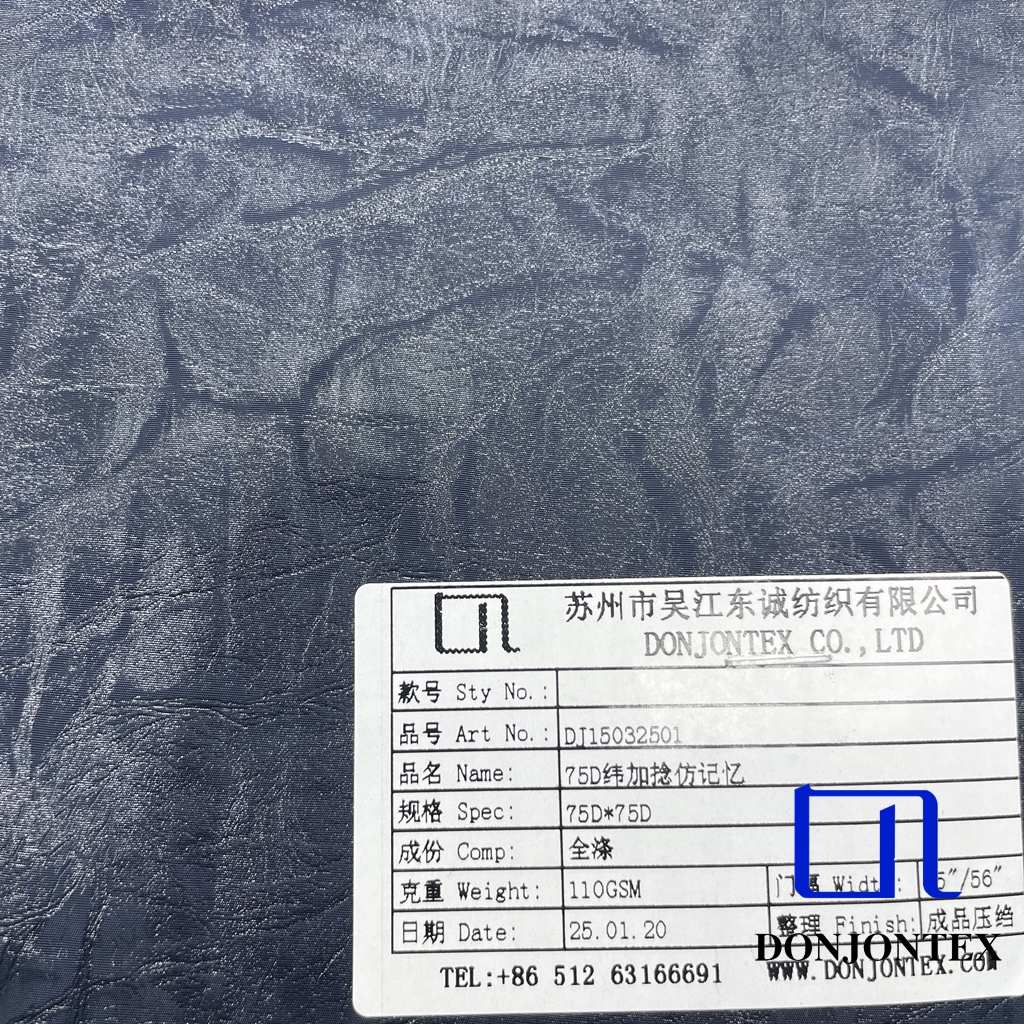 苏州市吴江东诚纺织有限公司
DONJONTEX CO.,LTD
款号 Sty No.:
品号 Art No.: DJ15032501
品名 Name: 75D纬加捻仿记忆
规格 Spec: 75D*75D
成份 Comp: 全涤
克重 Weight: 110GSM 门幅 Width: 5"/56"
日期 Date: 25.01.20 整理 Finish: 成品压绉
TEL:+86 512 63166691 WWW.DONJONTEX.COM
DONJONTEX